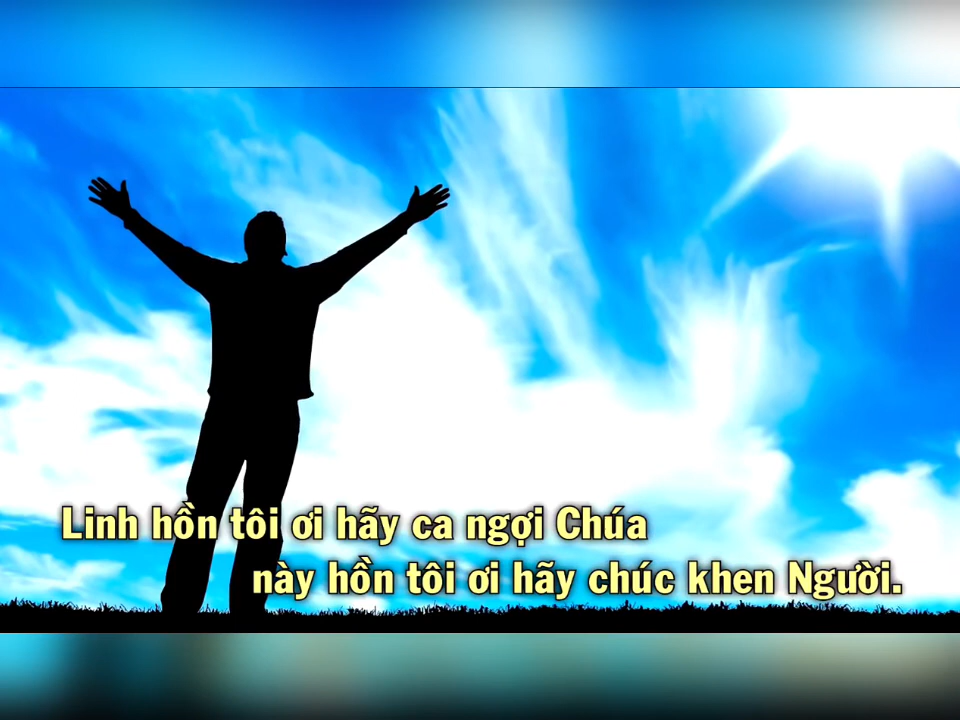 Linh hồn tôi ơi hãy ca ngợi Chúa
này hồn tôi ơi hãy chúc khen Người.